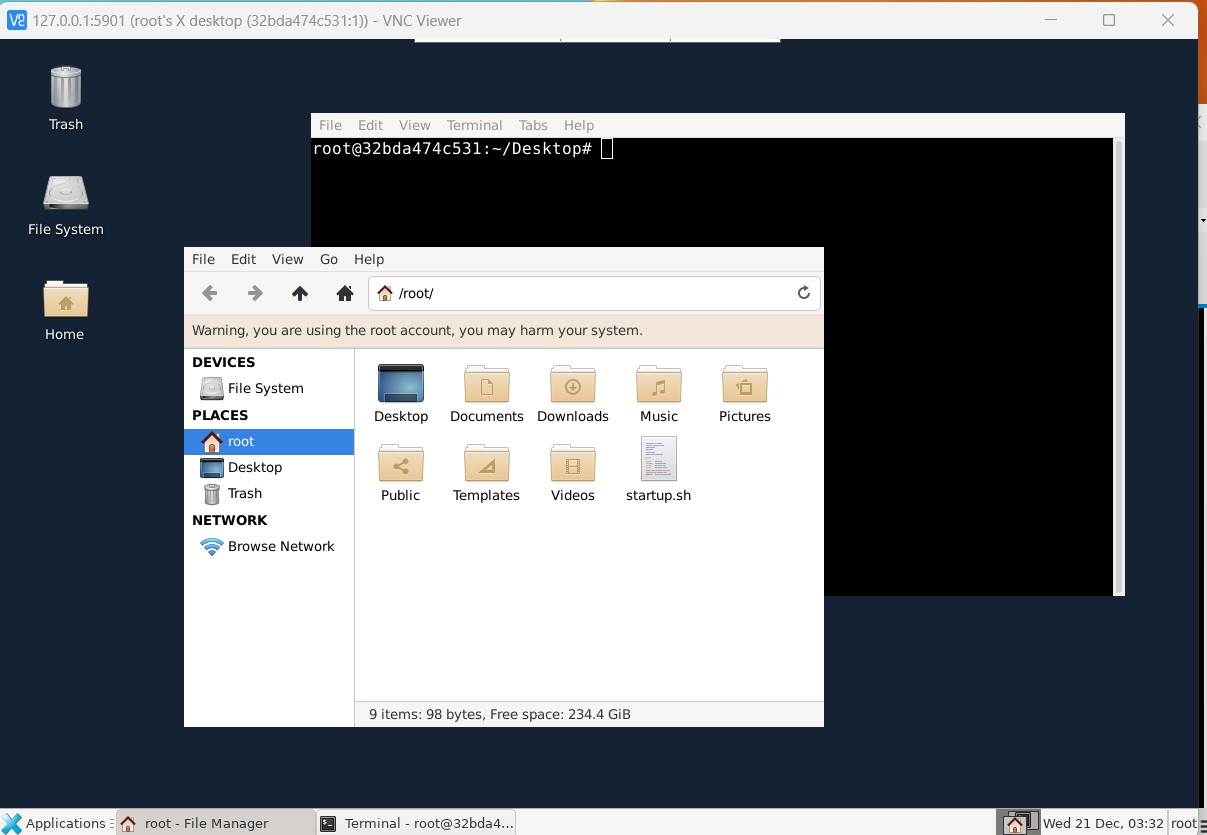 127.0.0.1:5901 (root's X desktop (32bda474c531:1)) - VNC Viewer
Trash
File System
Home
File Edit View Terminal Tabs Help
root@32bda474c531:~/Desktop#
File Edit View Go Help
/root/
Warning, you are using the root account, you may harm your system.
DEVICES
File System
PLACES
root
Desktop
Trash
NETWORK
Browse Network
Desktop Documents Downloads Music Pictures
Public Templates Videos startup.sh
9 items: 98 bytes, Free space: 234.4 GiB
Applications root - File Manager Terminal - root@32bda4... Wed 21 Dec, 03:32 root